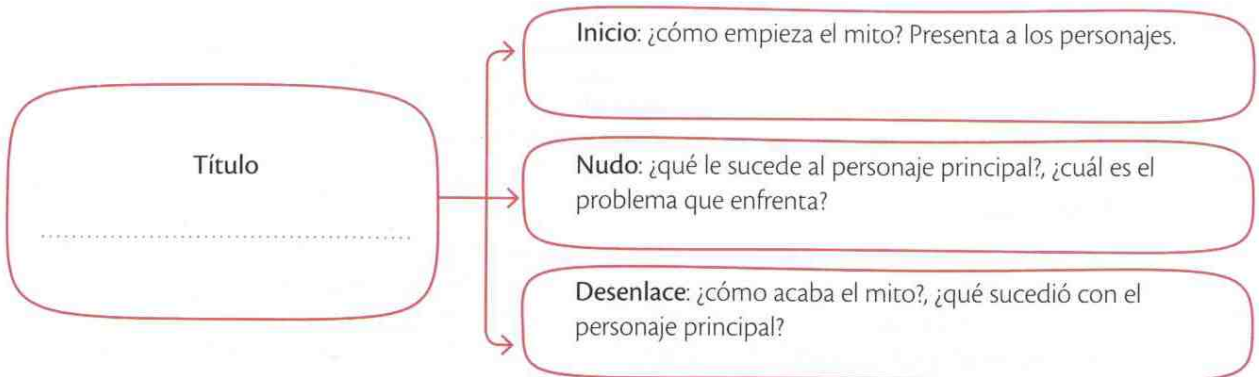 Título
Inicio: ¿cómo empieza el mito? Presenta a los personajes.
Nudo: ¿qué le sucede al personaje principal?, ¿cuál es el
problema que enfrenta?
Desenlace: ¿cómo acaba el mito?, ¿qué sucedió con el
personaje principal?